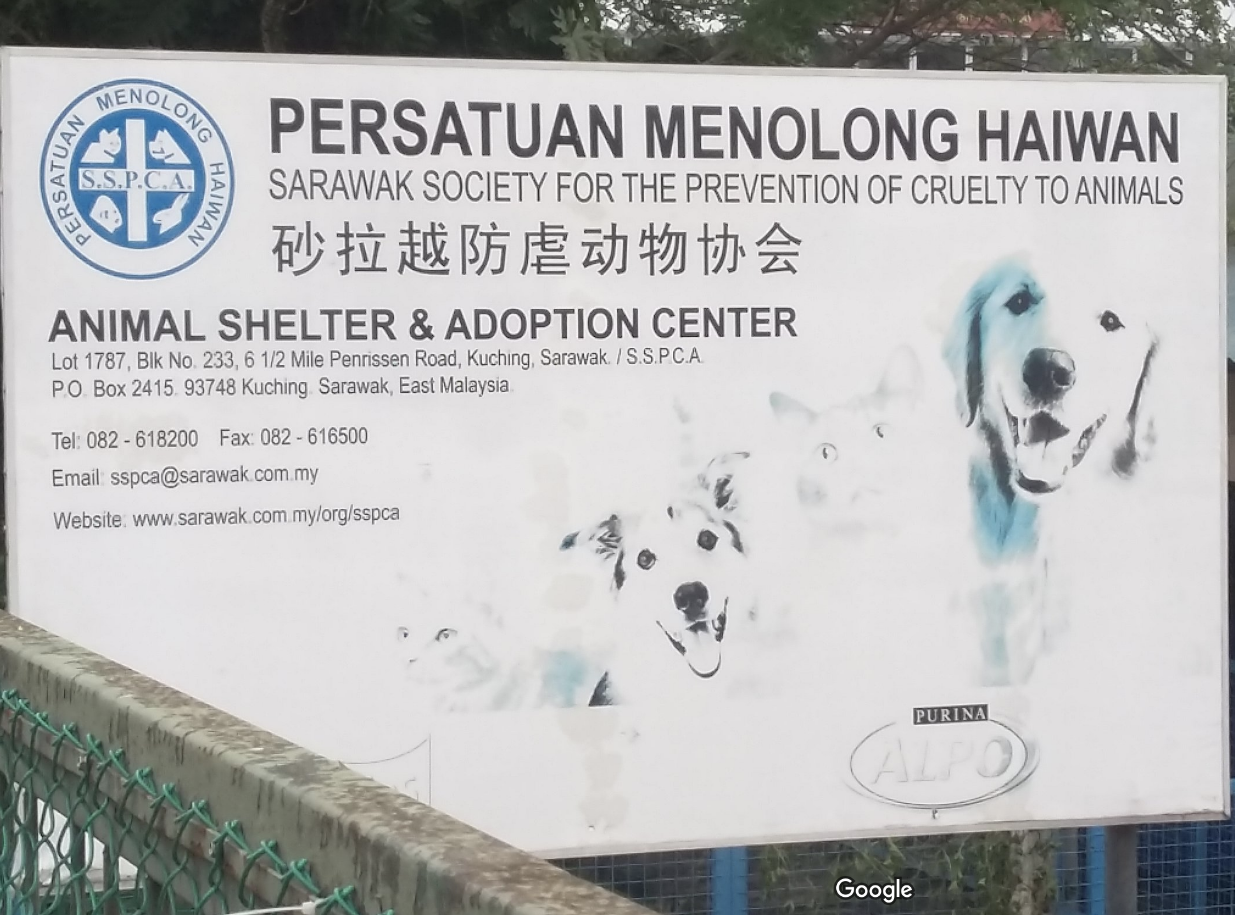 PERSATUAN MENOLONG HAIWAN
S.S.P.C.A.
PERSATUAN MENOLONG HAIWAN
SARAWAK SOCIETY FOR THE PREVENTION OF CRUELTY TO ANIMALS
砂拉越防虐动物协会
ANIMAL SHELTER & ADOPTION CENTER
Lot 1787, Blk No. 233, 6 1/2 Mile Penrissen Road, Kuching, Sarawak. / S.S.P.C.A.
P.O. Box 2415. 93748 Kuching. Sarawak, East Malaysia.
Tel: 082 - 618200 Fax: 082 - 616500
Email: sspca@sarawak.com.my
Website: www.sarawak.com.my/org/sspca
PURINA
ALPO
Google